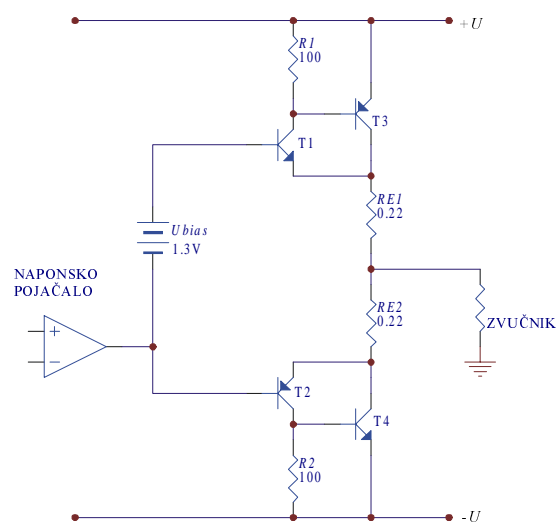 +U
R1
100
T3
T1
RE1
0.22
Ubias
1.3V
NAPONSKO
POJAČALO
RE2
0.22
ZVUČNIK
+
-
T2
T4
R2
100
-U